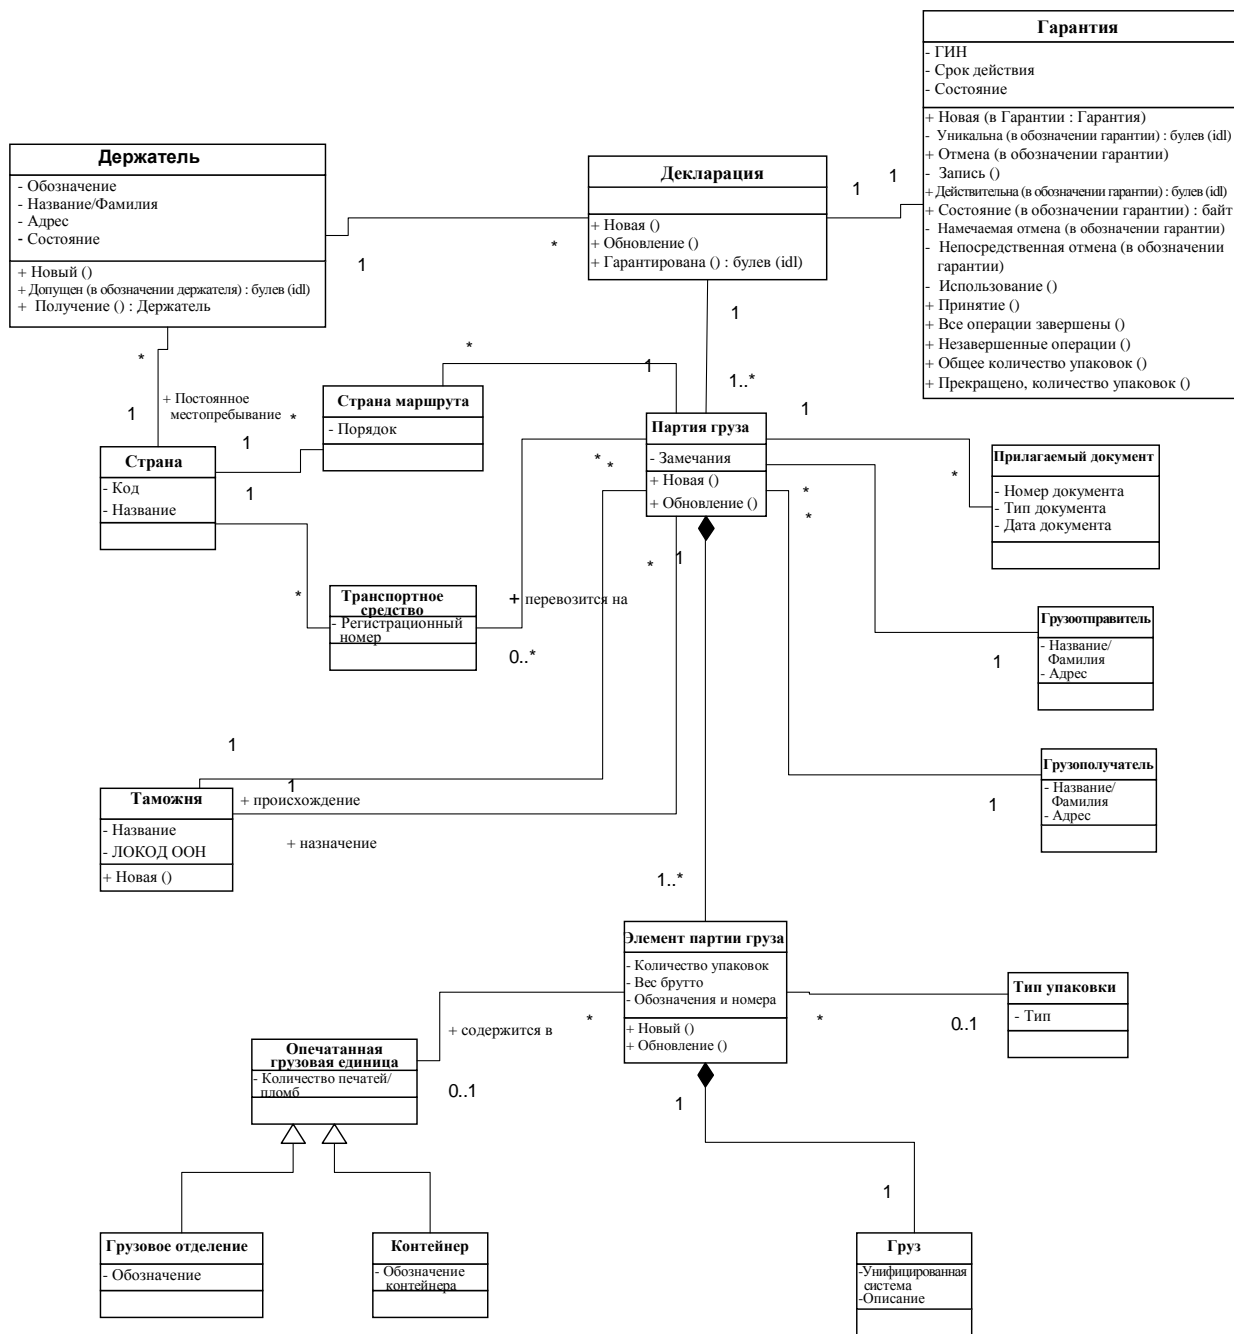 Гарантия
- ГИН
- Срок действия
- Состояние
+ Новая (в Гарантии : Гарантия)
- Уникальна (в обозначении гарантии) : булев (idl)
+ Отмена (в обозначении гарантии)
- Запись ()
+ Действительна (в обозначении гарантии) : булев (idl)
+ Состояние (в обозначении гарантии) : байт
- Намечаемая отмена (в обозначении гарантии)
- Непосредственная отмена (в обозначении
гарантии)
- Использование ()
+ Принятие ()
+ Все операции завершены ()
+ Незавершенные операции ()
+ Общее количество упаковок ()
+ Прекращено, количество упаковок ()
Держатель
- Обозначение
- Название/Фамилия
- Адрес
- Состояние
+ Новый ()
+ Допущен (в обозначении держателя) : булев (idl)
+ Получение () : Держатель
Декларация
+ Новая ()
+ Обновление ()
+ Гарантирована () : булев (idl)
1
1
1
*
1
1..*
*
1
+ Постоянное
местопребывание
*
1
*
1
1
Страна маршрута
- Порядок
Страна
- Код
- Название
Партия груза
- Замечания
+ Новая ()
+ Обновление ()
1
*
Прилагаемый документ
- Номер документа
- Тип документа
- Дата документа
*
*
*
*
*
1
*
Транспортное
средство
- Регистрационный
номер
+ перевозится на
0..*
Грузоотправитель
- Название/
Фамилия
- Адрес
1
Грузополучатель
- Название/
Фамилия
- Адрес
1
1
1
Таможня
- Название
- ЛОКОД ООН
+ Новая ()
+ происхождение
+ назначение
1..*
Элемент партии груза
- Количество упаковок
- Вес брутто
- Обозначения и номера
+ Новый ()
+ Обновление ()
Тип упаковки
- Тип
*
0..1
+ содержится в
*
0..1
Опечатанная
грузовая единица
- Количество печатей/
пломб
1
1
Грузовое отделение
- Обозначение
Контейнер
- Обозначение
контейнера
Груз
-Унифицированная
система
-Описание